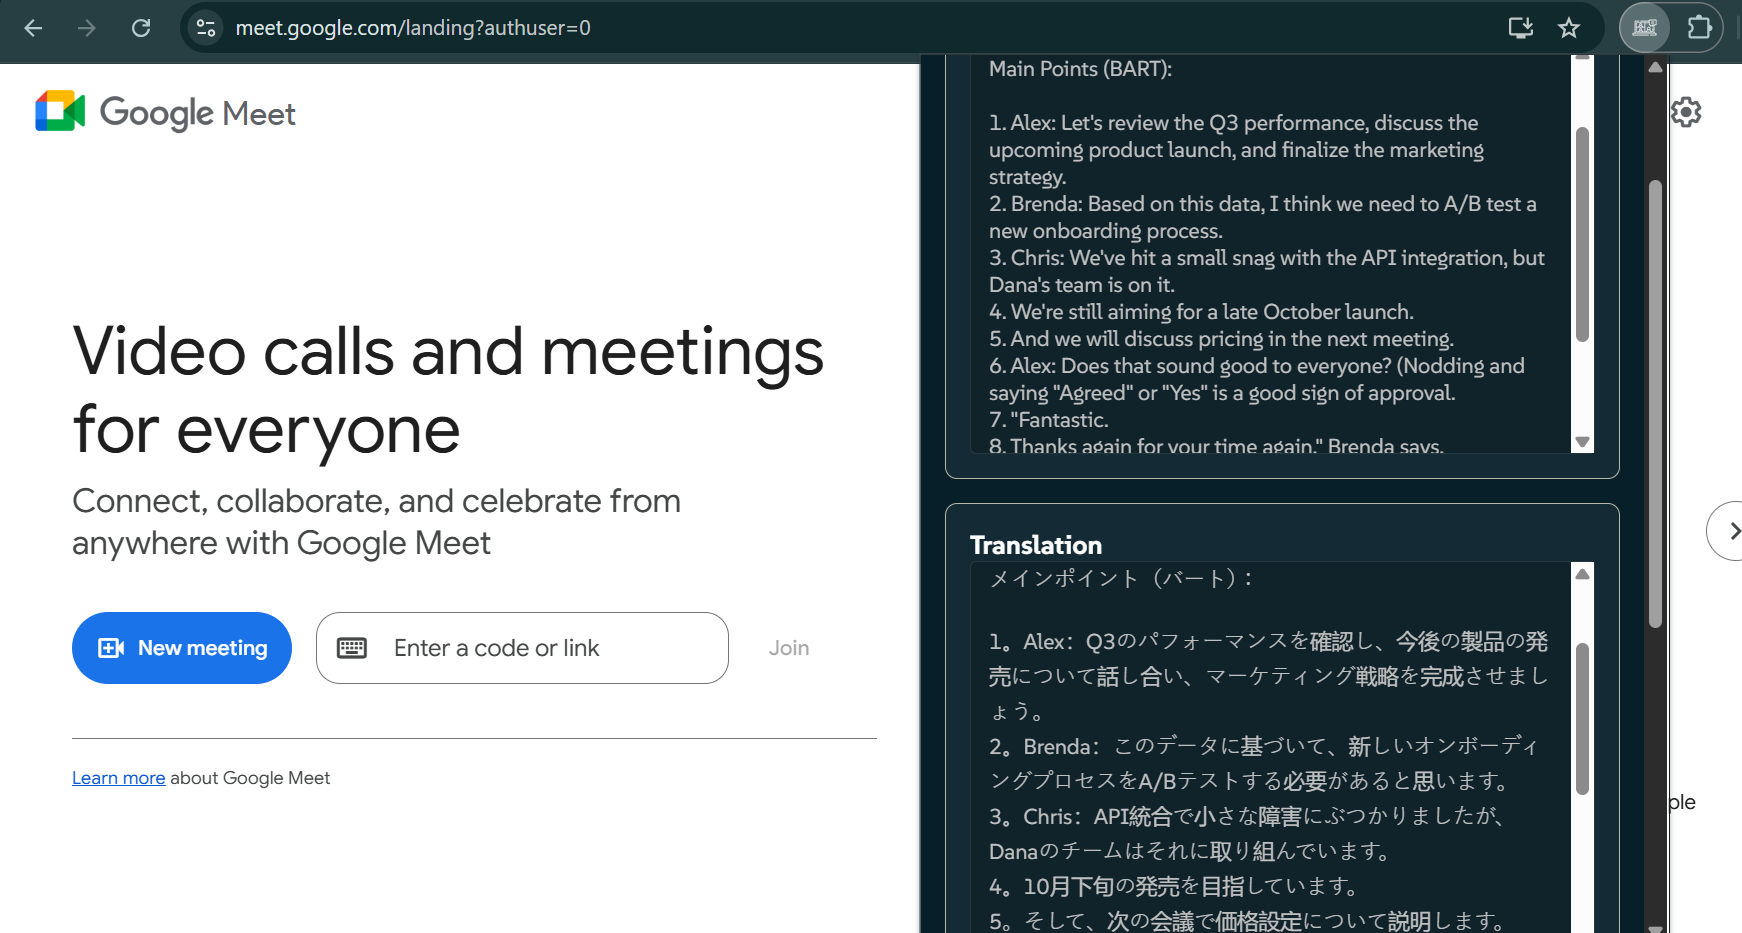 meet.google.com/landing?authuser=0
Google Meet
Video calls and meetings
for everyone
Connect, collaborate, and celebrate from
anywhere with Google Meet
New meeting
Enter a code or link
Join
Learn more about Google Meet
Main Points (BART):
1. Alex: Let's review the Q3 performance, discuss the
upcoming product launch, and finalize the marketing
strategy.
2. Brenda: Based on this data, I think we need to A/B test a
new onboarding process.
3. Chris: We've hit a small snag with the API integration, but
Dana's team is on it.
4. We're still aiming for a late October launch.
5. And we will discuss pricing in the next meeting.
6. Alex: Does that sound good to everyone? (Nodding and
saying "Agreed" or "Yes" is a good sign of approval.
7. "Fantastic.
8. Thanks again for your time again." Brenda says.
Translation
メインポイント（バート）：
1。Alex：Q3のパフォーマンスを確認し、今後の製品の発
売について話し合い、マーケティング戦略を完成させまし
ょう。
2。Brenda：このデータに基づいて、新しいオンボーディ
ングプロセスをA/Bテストする必要があると思います。
3。Chris：API統合で小さな障害にぶつかりましたが、
Danaのチームはそれに取り組んでいます。
4。10月下旬の発売を目指しています。
5。そして、次の会議で価格設定について説明します。
ple